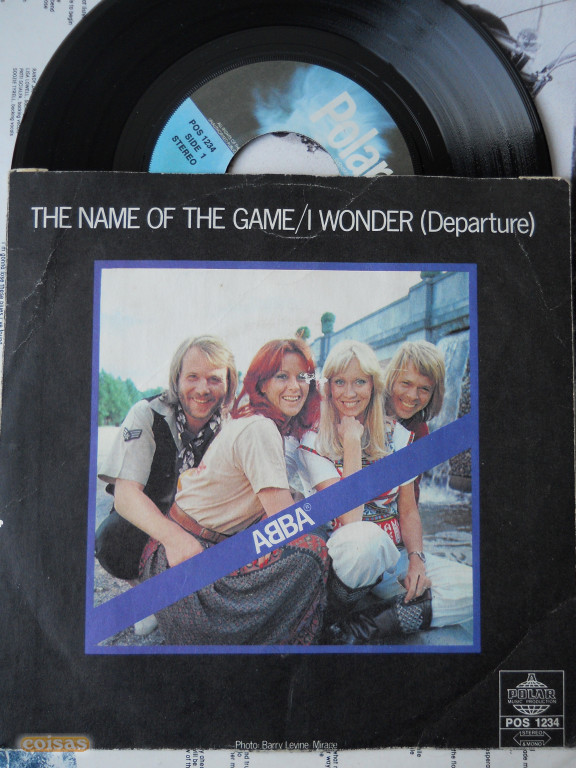 POS 1234
SIDE 1
STEREO
Polar
THE NAME OF THE GAME/I WONDER (Departure)
ABBA®
POLAR
MUSIC PRODUCTION
POS 1234
STEREO
& MONO
Photo: Barry Levine, Mirage
coisas